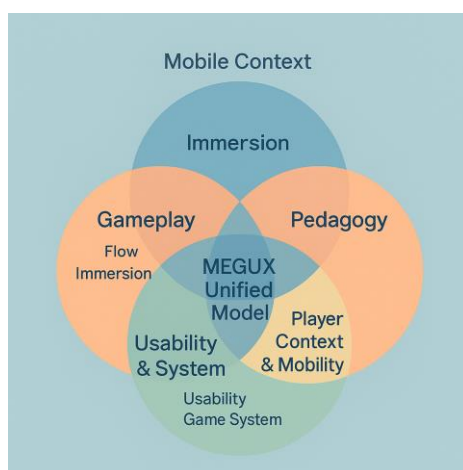 Mobile Context
Immersion
Gameplay
Flow
Immersion
Pedagogy
MEGUX
Unified
Model
Player
Context
& Mobility
Usability
& System
Usability
Game System